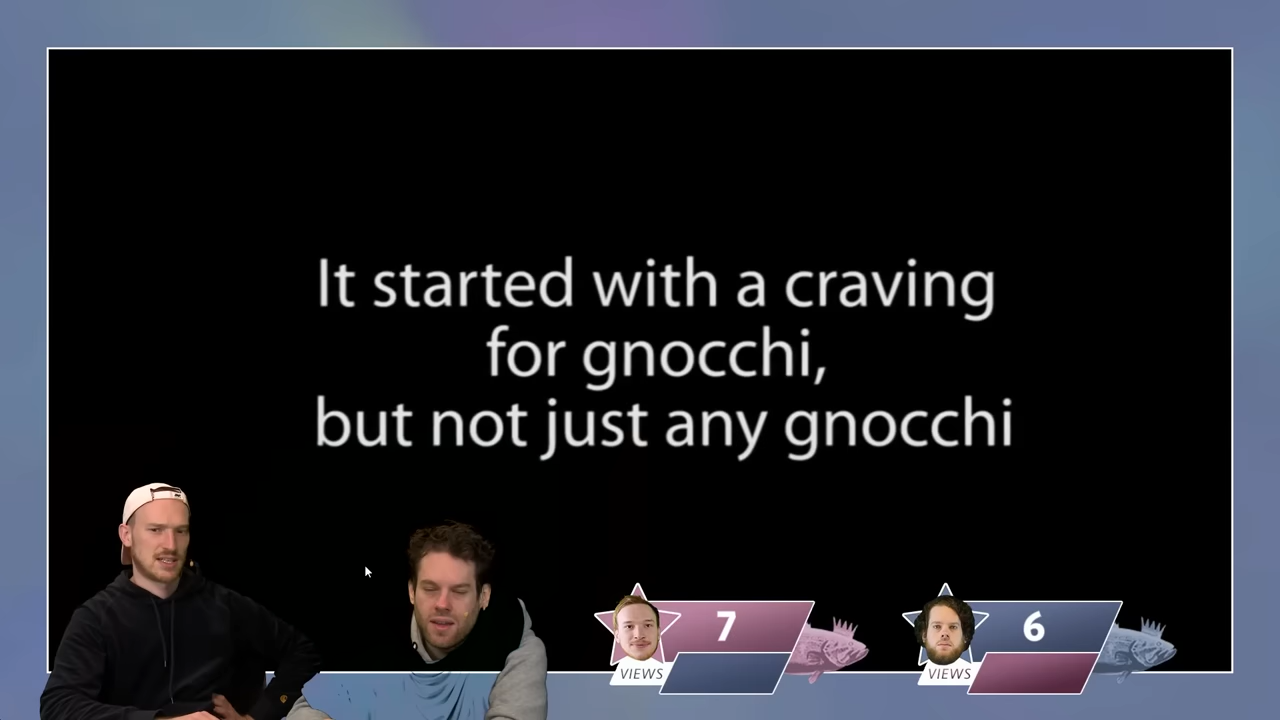 It started with a craving
for gnocchi,
but not just any gnocchi
7
6
VIEWS
VIEWS